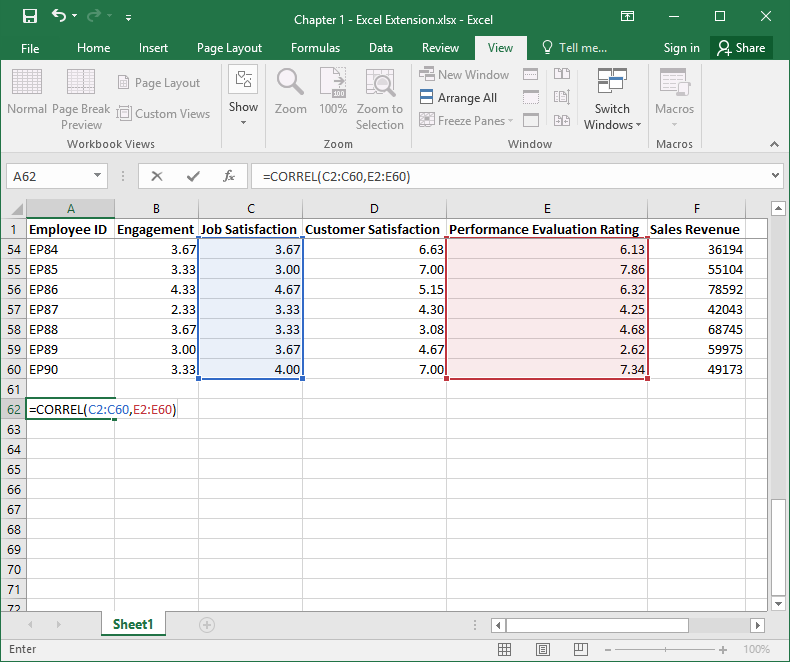 Chapter 1 - Excel Extension.xlsx - Excel
File Home Insert Page Layout Formulas Data Review View Tell me... Sign in Share
Normal Page Break Preview Page Layout Custom Views
Workbook Views
Show
Zoom 100% Zoom to Selection
Zoom
New Window
Arrange All
Freeze Panes
Switch Windows
Window
Macros
Macros
A62 fx =CORREL(C2:C60,E2:E60)
A B C D E F
1 Employee ID Engagement Job Satisfaction Customer Satisfaction Performance Evaluation Rating Sales Revenue
54 EP84 3.67 3.67 6.63 6.13 36194
55 EP85 3.33 3.00 7.00 7.86 55104
56 EP86 4.33 4.67 5.15 6.32 78592
57 EP87 2.33 3.33 4.30 4.25 42043
58 EP88 3.67 3.33 3.08 4.68 68745
59 EP89 3.00 3.67 4.67 2.62 59975
60 EP90 3.33 4.00 7.00 7.34 49173
61
62 =CORREL(C2:C60,E2:E60)
63
64
65
66
67
68
69
70
71
72
Sheet1
Enter 100%